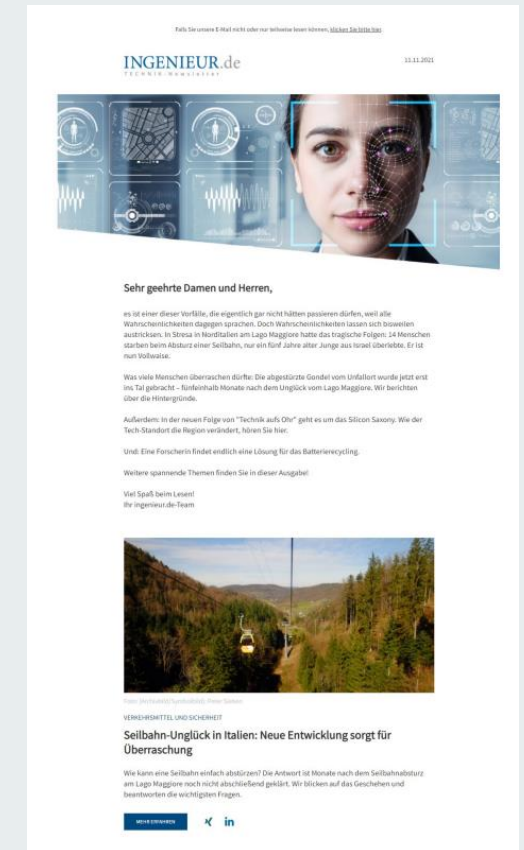 Falls Sie unsere E-Mail nicht oder nur teilweise lesen können, klicken Sie bitte hier.
INGENIEUR.de
TECHNIK-Newsletter
11.11.2021
Sehr geehrte Damen und Herren,
es ist einer dieser Vorfälle, die eigentlich gar nicht hätten passieren dürfen, weil alle
Wahrscheinlichkeiten dagegen sprachen. Doch Wahrscheinlichkeiten lassen sich bisweilen
austricksen. In Stresa in Norditalien am Lago Maggiore hatte das tragische Folgen: 14 Menschen
starben beim Absturz einer Seilbahn, nur ein fünf Jahre alter Junge aus Israel überlebte. Er ist
nun Vollwaise.
Was viele Menschen überraschen dürfte: Die abgestürzte Gondel vom Unfallort wurde jetzt erst
ins Tal gebracht – fünfeinhalb Monate nach dem Unglück vom Lago Maggiore. Wir berichten
über die Hintergründe.
Außerdem: In der neuen Folge von "Technik aufs Ohr" geht es um das Silicon Saxony. Wie der
Tech-Standort die Region verändert, hören Sie hier.
Und: Eine Forscherin findet endlich eine Lösung für das Batterierecycling.
Weitere spannende Themen finden Sie in dieser Ausgabe!
Viel Spaß beim Lesen!
Ihr ingenieur.de-Team
VERKEHRSMITTEL UND SICHERHEIT
Seilbahn-Unglück in Italien: Neue Entwicklung sorgt für
Überraschung
Wie kann eine Seilbahn einfach abstürzen? Die Antwort ist Monate nach dem Seilbahnabsturz
am Lago Maggiore noch nicht abschließend geklärt. Wir blicken auf das Geschehen und
beantworten die wichtigsten Fragen.
MEHR ERFAHREN
in